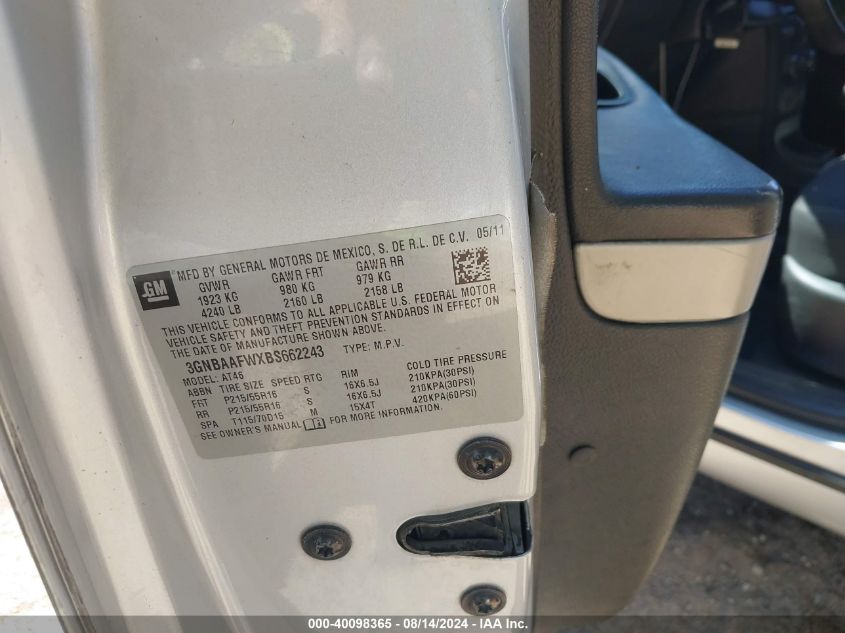 GM
MFD BY GENERAL MOTORS DE MEXICO, S. DE R.L. DE C.V. 05/11
GVWR GAWR FRT GAWR RR
1923 KG 980 KG 979 KG
4240 LB 2160 LB 2158 LB
THIS VEHICLE CONFORMS TO ALL APPLICABLE U.S. FEDERAL MOTOR
VEHICLE SAFETY AND THEFT PREVENTION STANDARDS IN EFFECT ON
THE DATE OF MANUFACTURE SHOWN ABOVE.
3GNBAAFWXBS662243 TYPE: M.P.V.
MODEL: AT46
ABBN TIRE SIZE SPEED RTG RIM COLD TIRE PRESSURE
FRT P215/55R16 S 16X6.5J 210KPA(30PSI)
RR P215/55R16 S 16X6.5J 210KPA(30PSI)
SPA T115/70D15 M 15X4T 420KPA(60PSI)
SEE OWNER'S MANUAL FOR MORE INFORMATION.
000-40098365 - 08/14/2024 - IAA Inc.